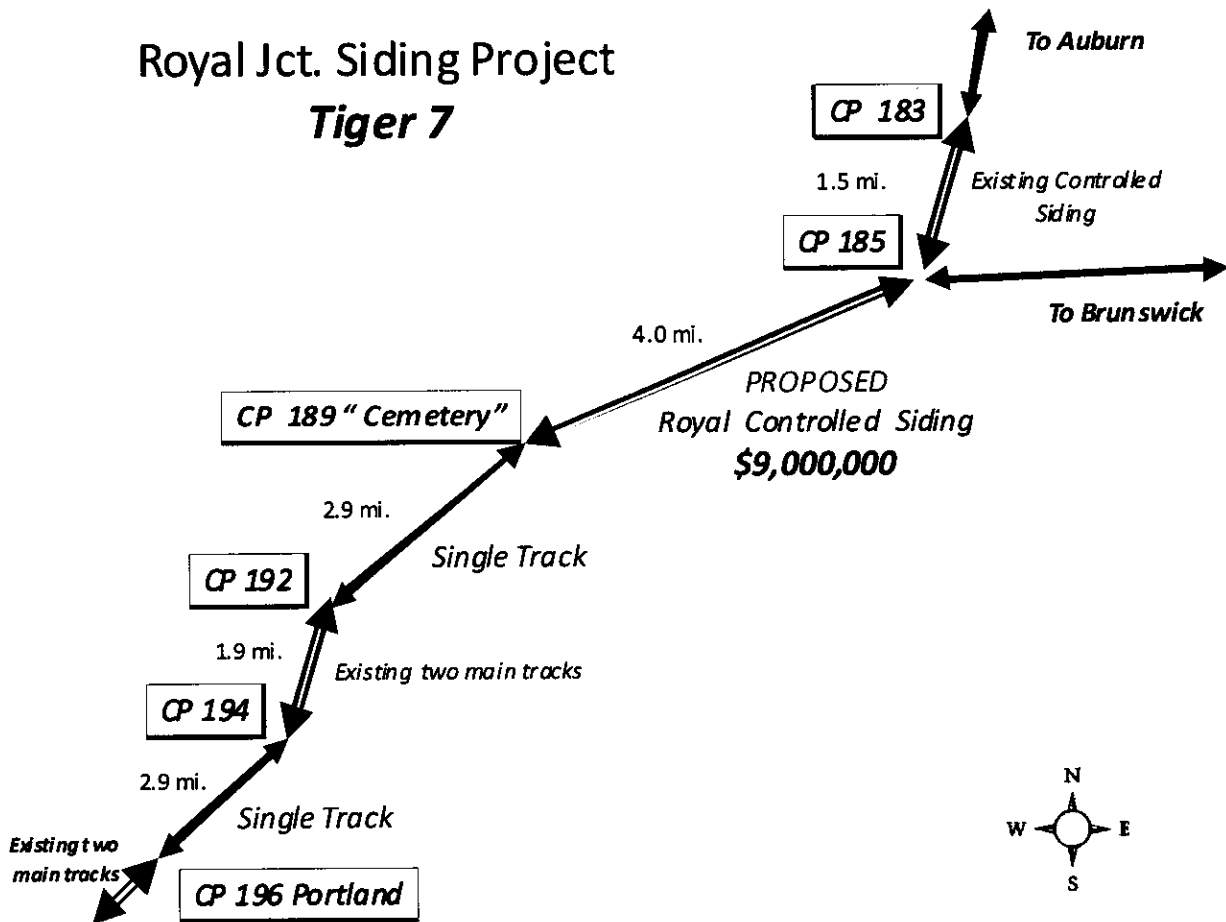 Royal Jct. Siding Project
Tiger 7
To Auburn
CP 183
1.5 mi.
Existing Controlled
Siding
CP 185
To Brunswick
4.0 mi.
PROPOSED
Royal Controlled Siding
$9,000,000
CP 189 “ Cemetery”
2.9 mi.
Single Track
CP 192
1.9 mi.
Existing two main tracks
CP 194
2.9 mi.
Single Track
Existing two
main tracks
CP 196 Portland
N
W
E
S